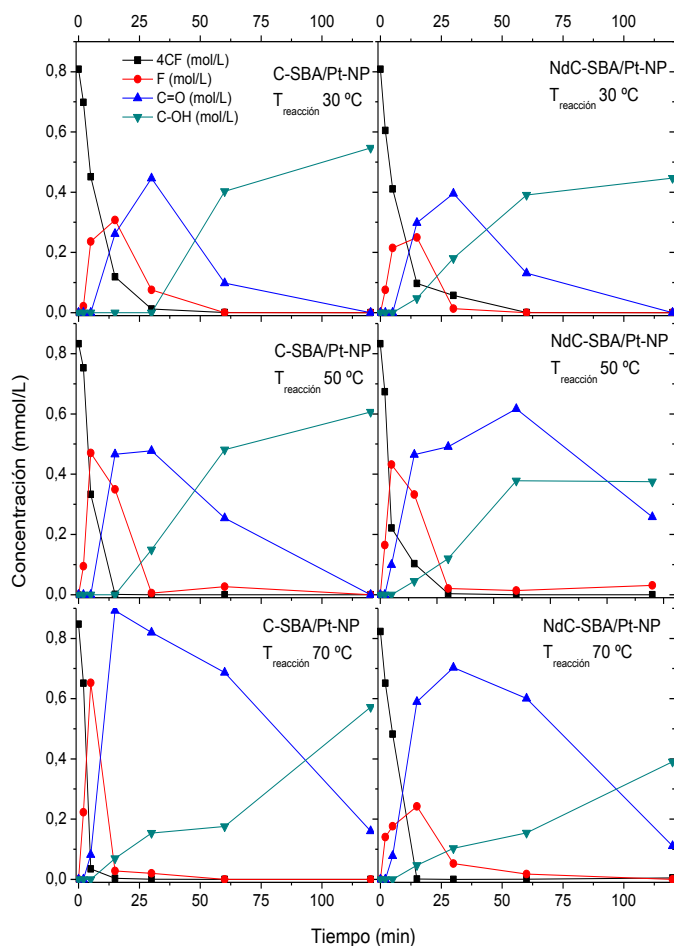 0 25 50 75 100 125 0 25 50 75 100
4CF (mol/L)
F (mol/L)
C=O (mol/L)
C-OH (mol/L)
C-SBA/Pt-NP
Treacción 30 ºC
NdC-SBA/Pt-NP
Treacción 30 ºC
0,8
0,6
0,4
0,2
0,0
C-SBA/Pt-NP
Treacción 50 ºC
NdC-SBA/Pt-NP
Treacción 50 ºC
0,8
0,6
0,4
0,2
0,0
Concentración (mmol/L)
C-SBA/Pt-NP
Treacción 70 ºC
NdC-SBA/Pt-NP
Treacción 70 ºC
0,8
0,6
0,4
0,2
0,0
0 25 50 75 100 125 0 25 50 75 100
Tiempo (min)